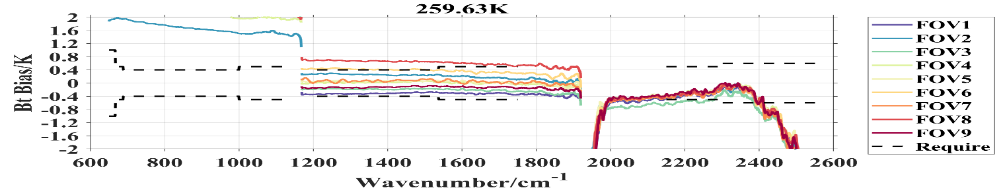 259.63K
Bt Bias/K
2
1.6
1.2
0.8
0.4
0
-0.4
-0.8
-1.2
-1.6
-2
600
800
1000
1200
1400
1600
1800
2000
2200
2400
2600
Wavenumber/cm-1
FOV1
FOV2
FOV3
FOV4
FOV5
FOV6
FOV7
FOV8
FOV9
Require